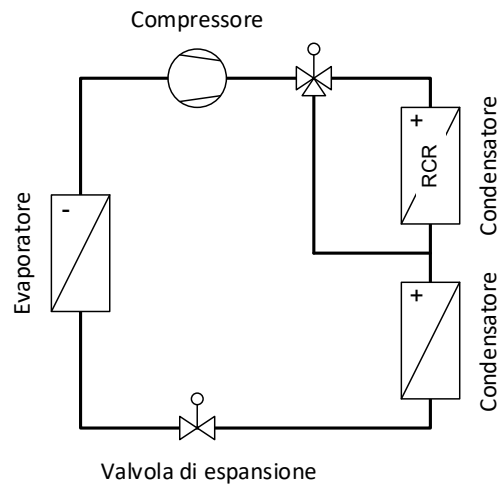 Compressore
+
RCR
Condensatore
-
Evaporatore
+
Condensatore
Valvola di espansione